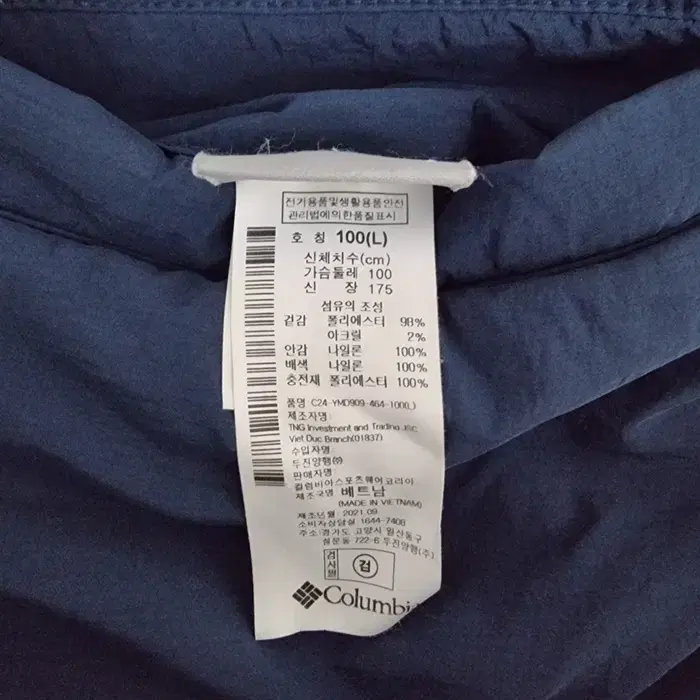 전기용품및생활용품안전
관리법에의한품질표시
호 칭 100(L)
신체치수(cm)
가슴둘레 100
신 장 175
섬유의 조성
겉감 폴리에스터 98%
아크릴 2%
안감 나일론 100%
배색 나일론 100%
충전재 폴리에스터 100%
품명: C24-YMD909-464-100(L)
제조자명:
TNG Investment and Trading JSC
Viet Duc Branch(01837)
수입자명:
두진양행㈜
판매자명:
컬럼비아스포츠웨어코리아
제조국명: 베트남
(MADE IN VIETNAM)
제조년월: 2021.09
소비자상담실 1644-7406
주소:경기도 고양시 일산동구
722-6 두진양행(주)
검사필
검
Columbi